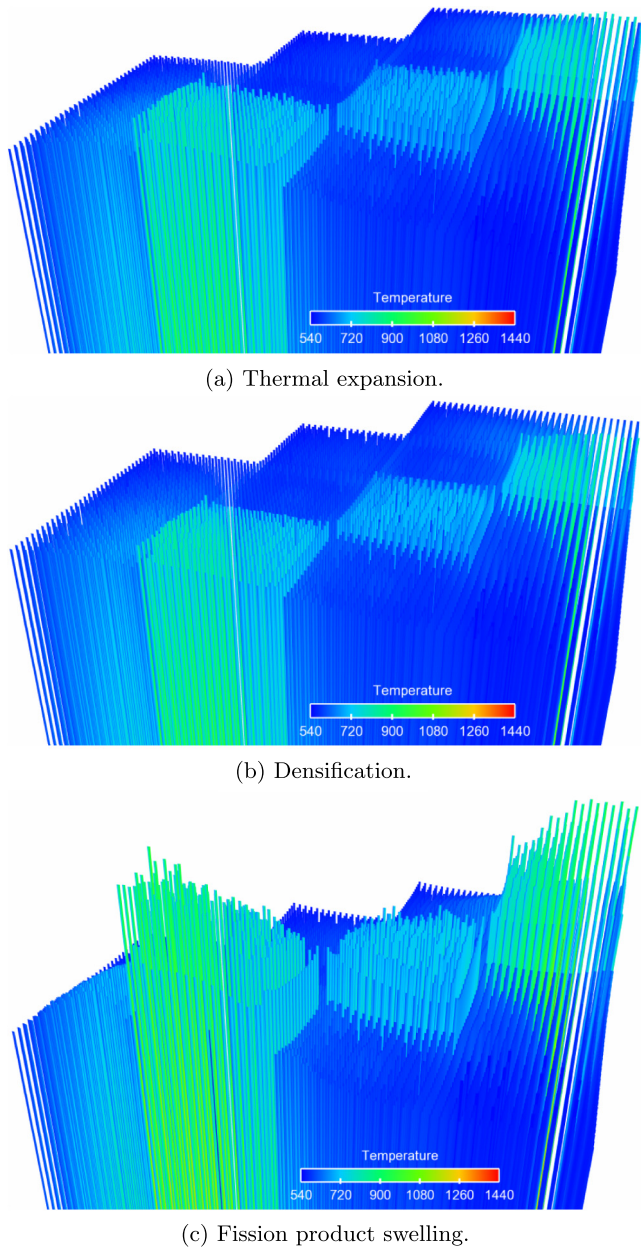 Temperature
540 720 900 1080 1260 1440
(a) Thermal expansion.
Temperature
540 720 900 1080 1260 1440
(b) Densification.
Temperature
540 720 900 1080 1260 1440
(c) Fission product swelling.